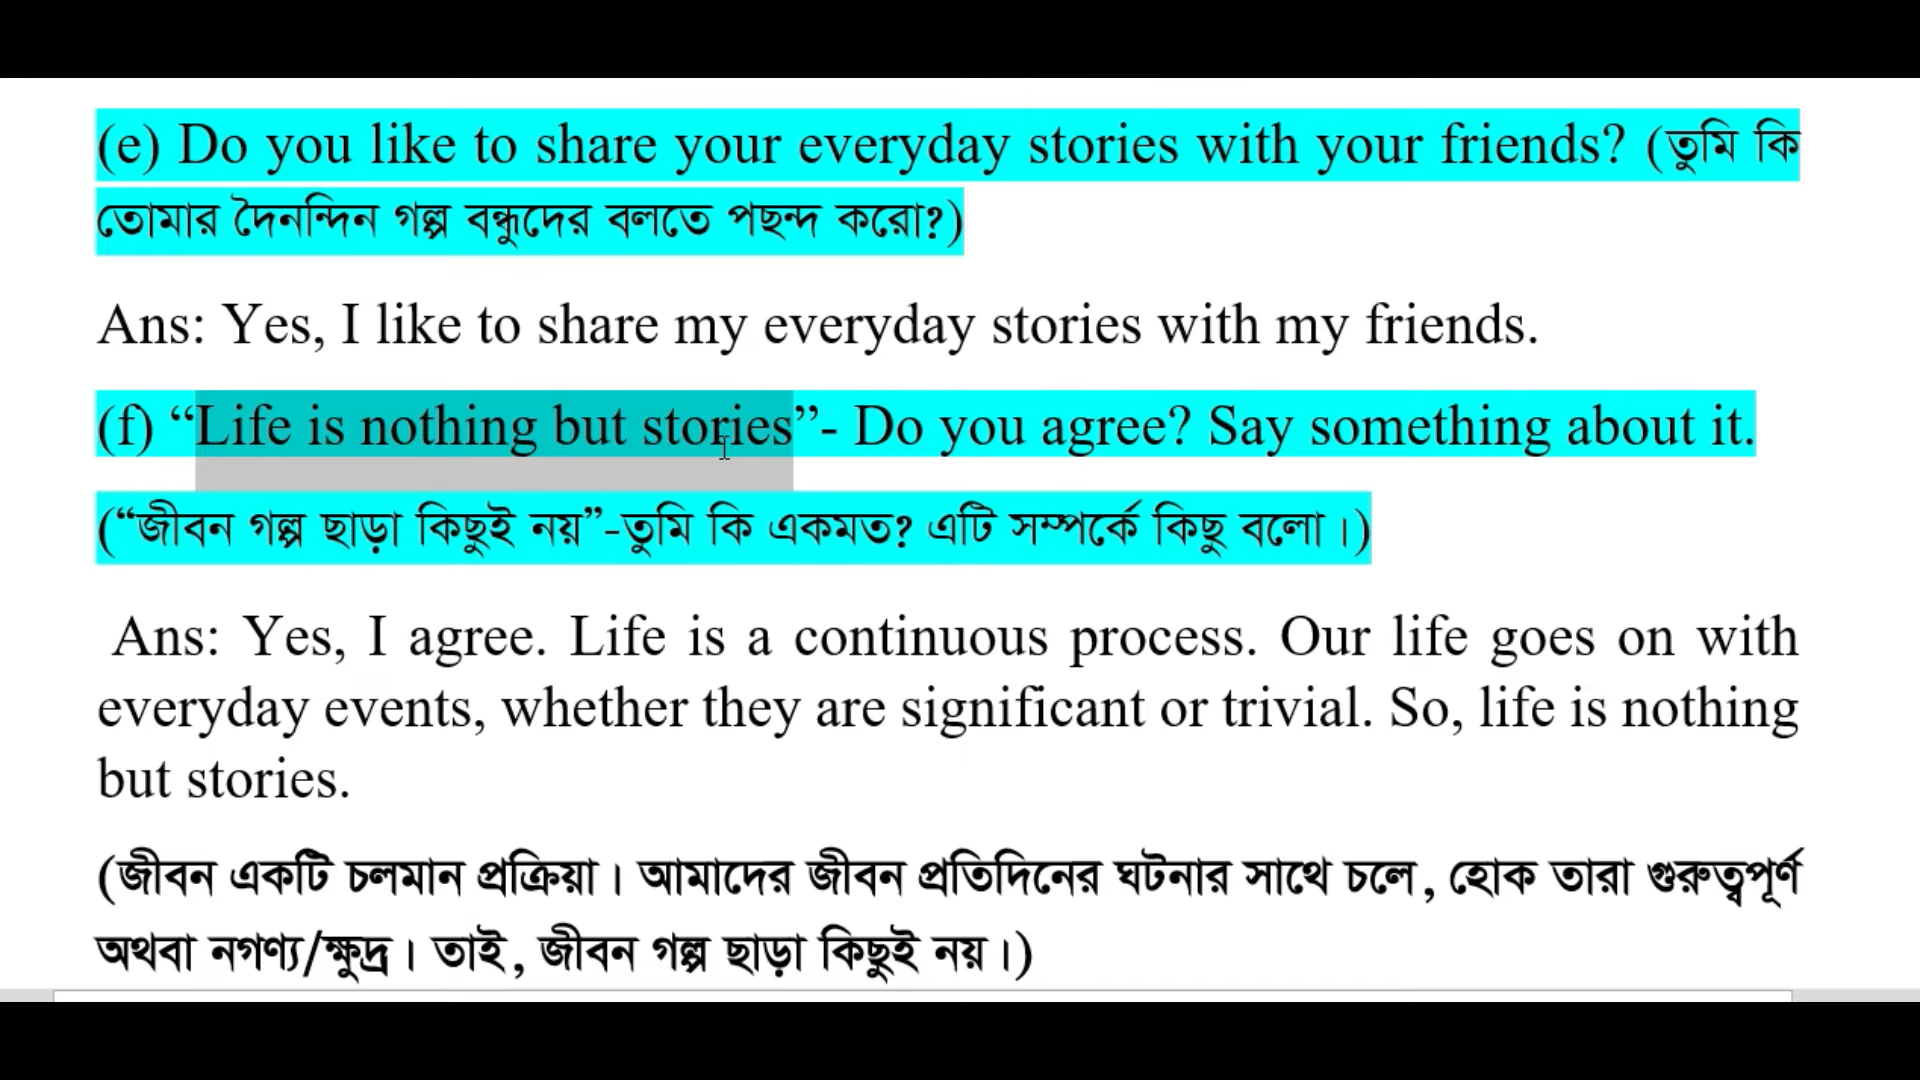 (e) Do you like to share your everyday stories with your friends? (তুমি কি
তোমার দৈনন্দিন গল্প বন্ধুদের বলতে পছন্দ করো?)
Ans: Yes, I like to share my everyday stories with my friends.
(f) “Life is nothing but stories”- Do you agree? Say something about it.
(“জীবন গল্প ছাড়া কিছুই নয়”-তুমি কি একমত? এটি সম্পর্কে কিছু বলো।)
Ans: Yes, I agree. Life is a continuous process. Our life goes on with
everyday events, whether they are significant or trivial. So, life is nothing
but stories.
(জীবন একটি চলমান প্রক্রিয়া। আমাদের জীবন প্রতিদিনের ঘটনার সাথে চলে, হোক তারা গুরুত্বপূর্ণ
অথবা নগণ্য/ক্ষুদ্র। তাই, জীবন গল্প ছাড়া কিছুই নয়।)